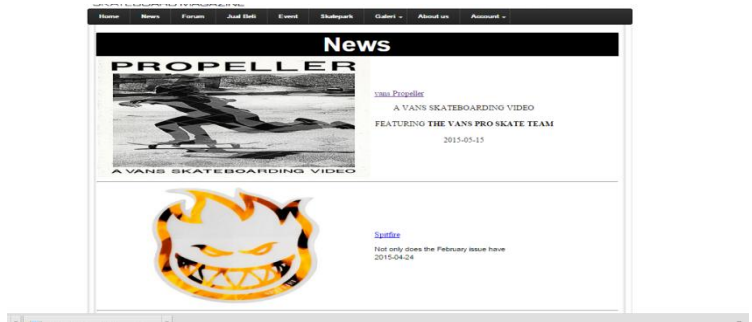 SKATEBOARD MAGAZINE
Home News Forum Jual Beli Event Skatepark Galeri About us Account
News
PROPELLER
A VANS SKATEBOARDING VIDEO
vans Propeller
A VANS SKATEBOARDING VIDEO
FEATURING THE VANS PRO SKATE TEAM
2015-05-15
Spitfire
Not only does the February issue have
2015-04-24